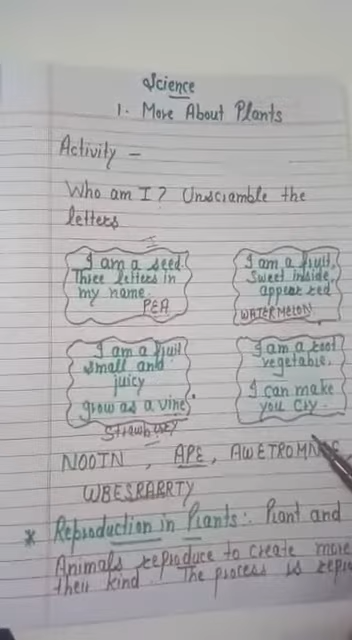 Science
1. More About Plants
Activity -
Who am I? Unscramble the
letters
I am a seed.
Three letters in
my name.
PEA
I am a fruit,
Sweet inside,
appear red
WATERMELON
I am a fruit
small and
juicy
grow as a vine.
Strawbery
I am a root
vegetable.
I can make
you cry.
NOOIN, APE, AWETROMNLE
WBESRARRTY
* Reproduction in Plants:. Plant and
Animals reproduce to create more
their kind. The process is